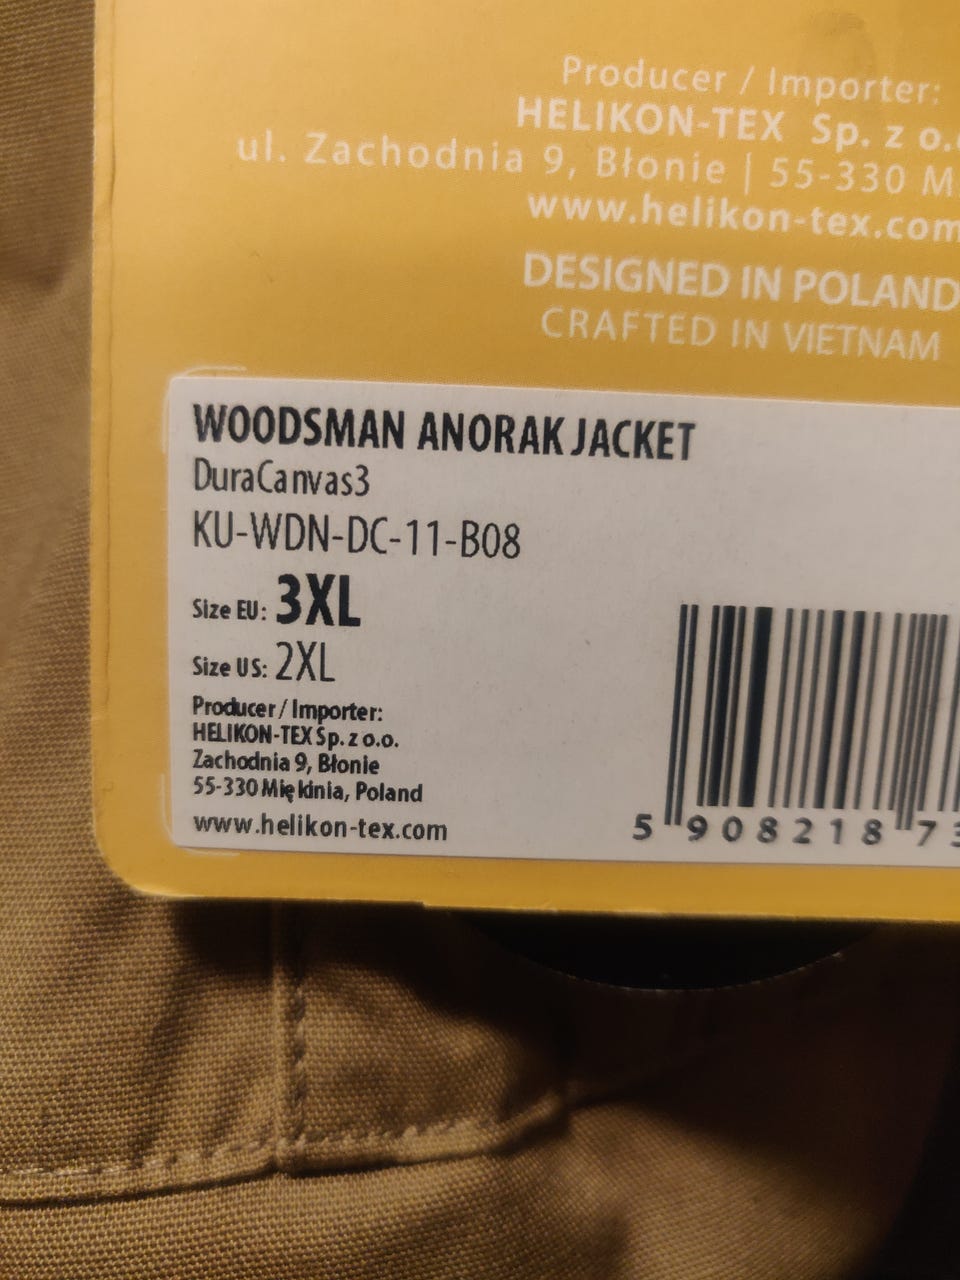 Producer / Importer:
HELIKON-TEX Sp. z o.o
ul. Zachodnia 9, Błonie | 55-330 M
www.helikon-tex.com
DESIGNED IN POLAND
CRAFTED IN VIETNAM
WOODSMAN ANORAK JACKET
DuraCanvas3
KU-WDN-DC-11-B08
Size EU: 3XL
Size US: 2XL
Producer / Importer:
HELIKON-TEX Sp. z o.o.
Zachodnia 9, Błonie
55-330 Miękinia, Poland
www.helikon-tex.com
5 908218 73